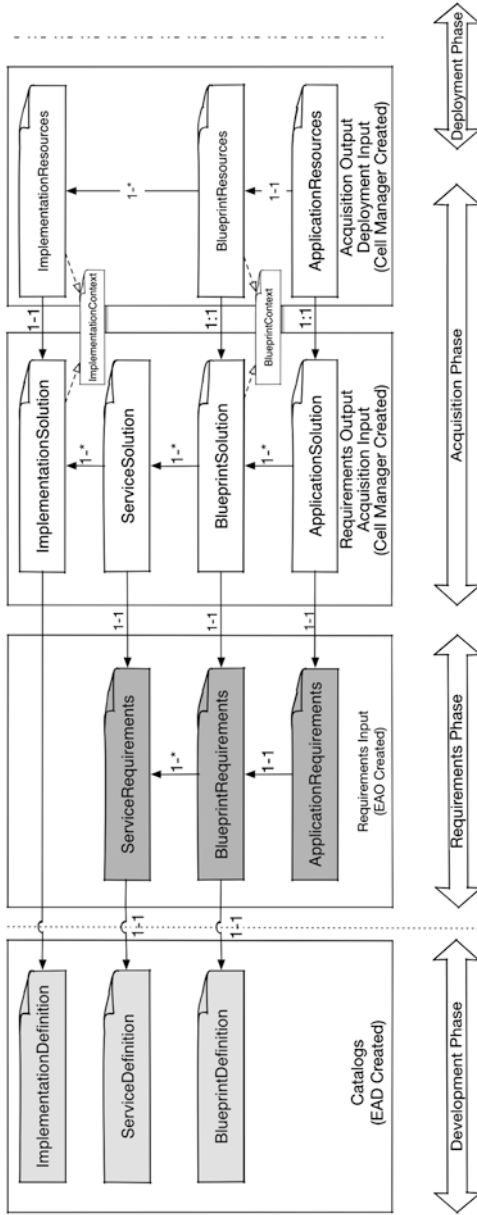 ImplementationDefinition
ServiceDefinition
BlueprintDefinition
Catalogs
(EAD Created)
Development Phase
1-1
1-1
ServiceRequirements
1-*
BlueprintRequirements
1-1
ApplicationRequirements
Requirements Input
(EAO Created)
Requirements Phase
1-1
1-1
1-1
ImplementationSolution
1-*
ServiceSolution
1-*
BlueprintSolution
1-*
ApplicationSolution
Requirements Output
Acquisition Input
(Cell Manager Created)
1-1
ImplementationContext
1:1
BlueprintContext
1:1
Acquisition Phase
ImplementationResources
1-*
BlueprintResources
1-1
ApplicationResources
Acquisition Output
Deployment Input
(Cell Manager Created)
Deployment Phase